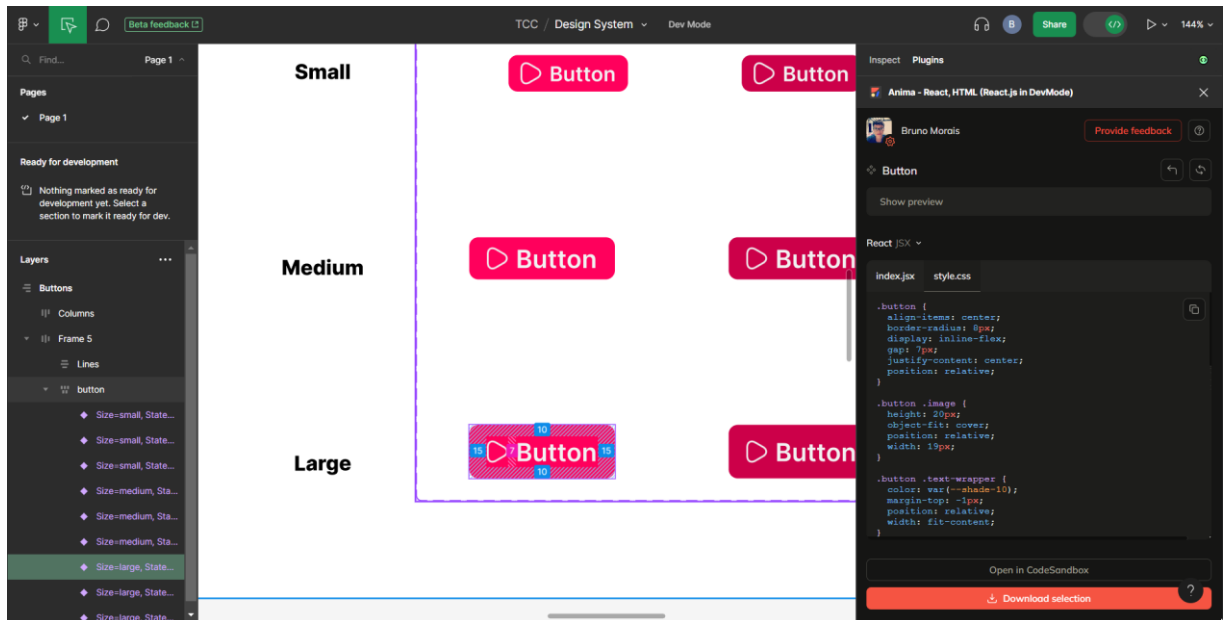 Beta feedback
TCC / Design System
Dev Mode
B
Share
144%
Find...
Page 1
Pages
Page 1
Ready for development
Nothing marked as ready for
development yet. Select a
section to mark it ready for dev.
Layers
Buttons
Columns
Frame 5
Lines
button
Size=small, State...
Size=small, State...
Size=small, State...
Size=medium, Sta...
Size=medium, Sta...
Size=medium, Sta...
Size=large, State...
Size=large, State...
Size=large, State...
Small
Button
Button
Medium
Button
Button
Large
10
15
7
Button
15
10
Button
Inspect
Plugins
Anima - React, HTML (React.js in DevMode)
Bruno Morais
Provide feedback
Button
Show preview
React JSX
index.jsx
style.css
.button {
align-items: center;
border-radius: 8px;
display: inline-flex;
gap: 7px;
justify-content: center;
position: relative;
}
.button .image {
height: 20px;
object-fit: cover;
position: relative;
width: 19px;
}
.button .text-wrapper {
color: var(--shade-10);
margin-top: -1px;
position: relative;
width: fit-content;
}
Open in CodeSandbox
Download selection
?